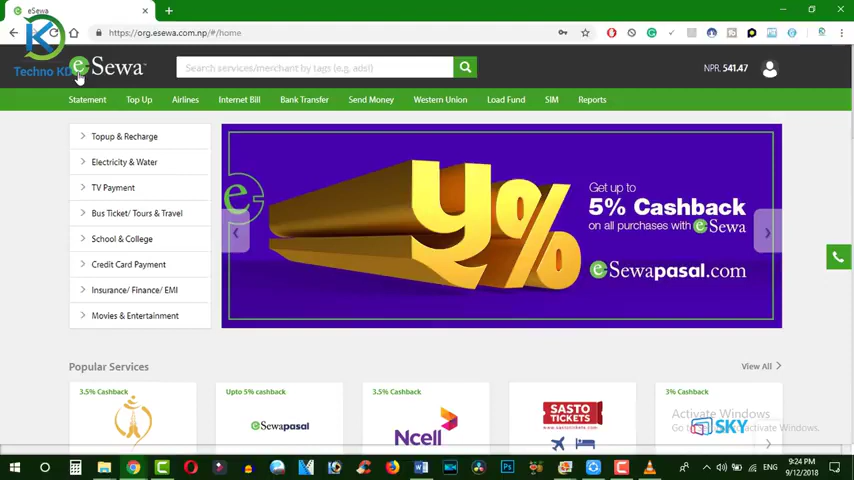 eSewa
https://org.esewa.com.np/#/home
Techno KD
eSewa
Search services/merchant by tags (e.g. ads!)
NPR. 541.47
Statement
Top Up
Airlines
Internet Bill
Bank Transfer
Send Money
Western Union
Load Fund
SIM
Reports
Topup & Recharge
Electricity & Water
TV Payment
Bus Ticket/ Tours & Travel
School & College
Credit Card Payment
Insurance/ Finance/ EMI
Movies & Entertainment
e
५%
Get up to
5% Cashback
on all purchases with eSewa
eSewapasal.com
Popular Services
View All
3.5% Cashback
Upto 5% cashback
eSewapasal
3.5% Cashback
Ncell
SASTO
TICKETS
www.sastotickets.com
3% Cashback
SKY
Activate Windows
Go to Settings to activate Windows.
ENG
9:24 PM
9/12/2018